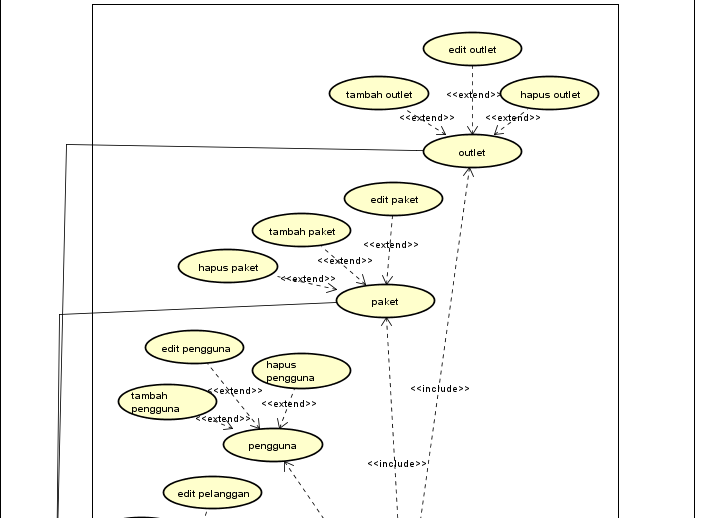 edit outlet
tambah outlet
<<extend>>
hapus outlet
<<extend>>
<<extend>>
outlet
edit paket
tambah paket
<<extend>>
<<extend>>
hapus paket
<<extend>>
paket
edit pengguna
hapus
pengguna
<<extend>>
tambah
pengguna
<<extend>>
<<extend>>
<<include>>
pengguna
<<include>>
edit pelanggan